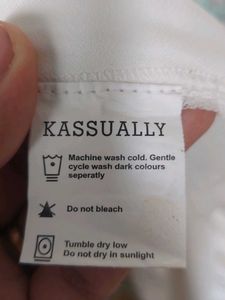 KASSUALLY
Machine wash cold. Gentle
cycle wash dark colours
seperatly
Do not bleach
Tumble dry low
Do not dry in sunlight